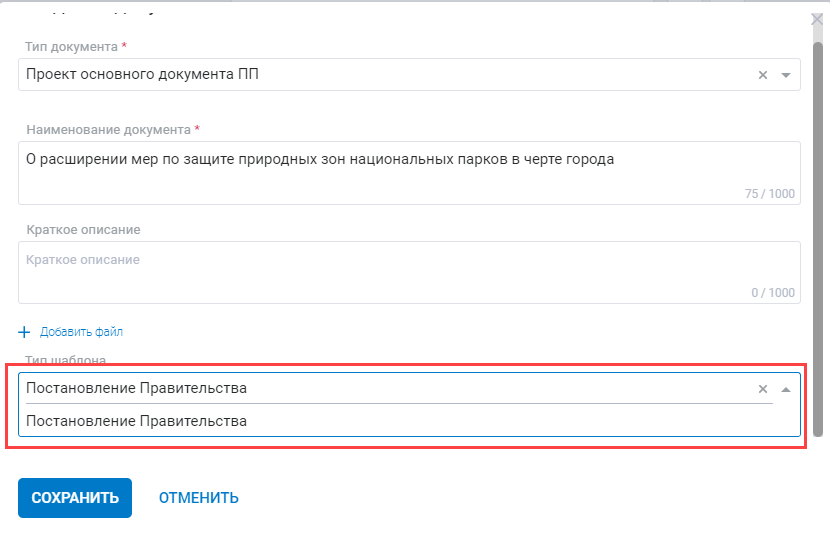 Тип документа *
Проект основного документа ПП
Наименование документа *
О расширении мер по защите природных зон национальных парков в черте города
75 / 1000
Краткое описание
Краткое описание
0 / 1000
Добавить файл
Тип шаблона
Постановление Правительства
Постановление Правительства
СОХРАНИТЬ
ОТМЕНИТЬ